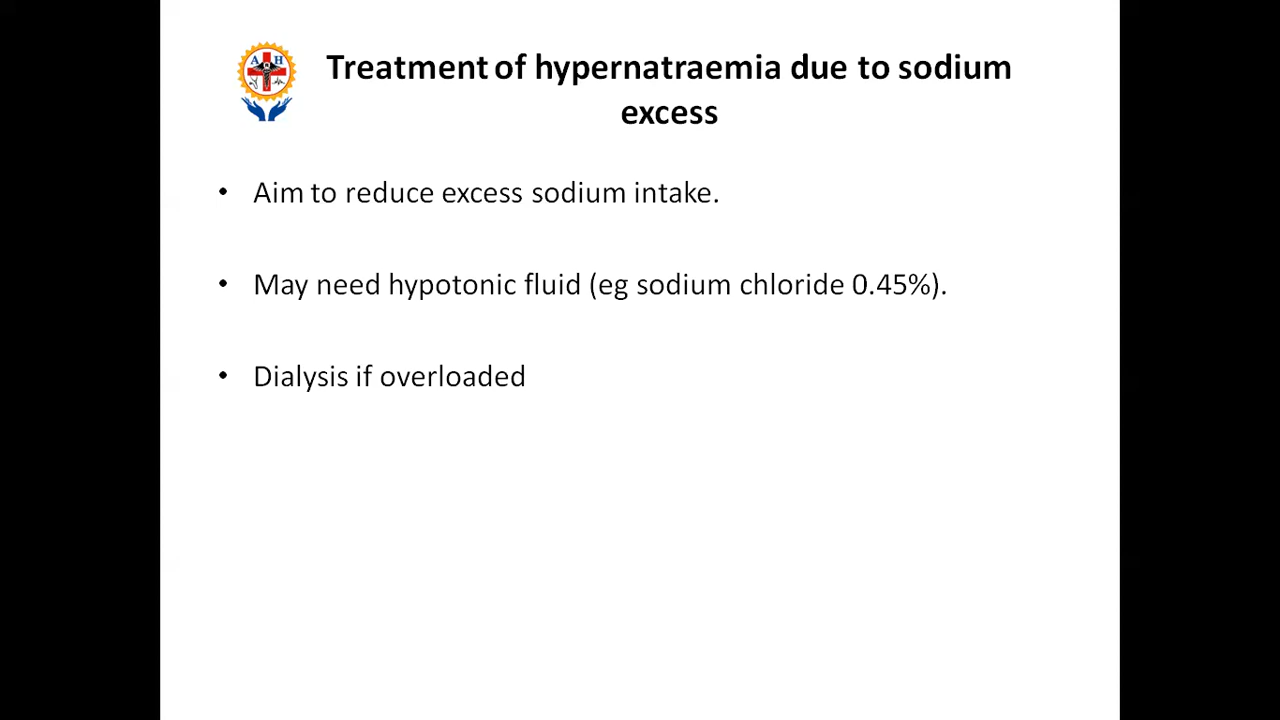 A H
Treatment of hypernatraemia due to sodium
excess
• Aim to reduce excess sodium intake.
• May need hypotonic fluid (eg sodium chloride 0.45%).
• Dialysis if overloaded